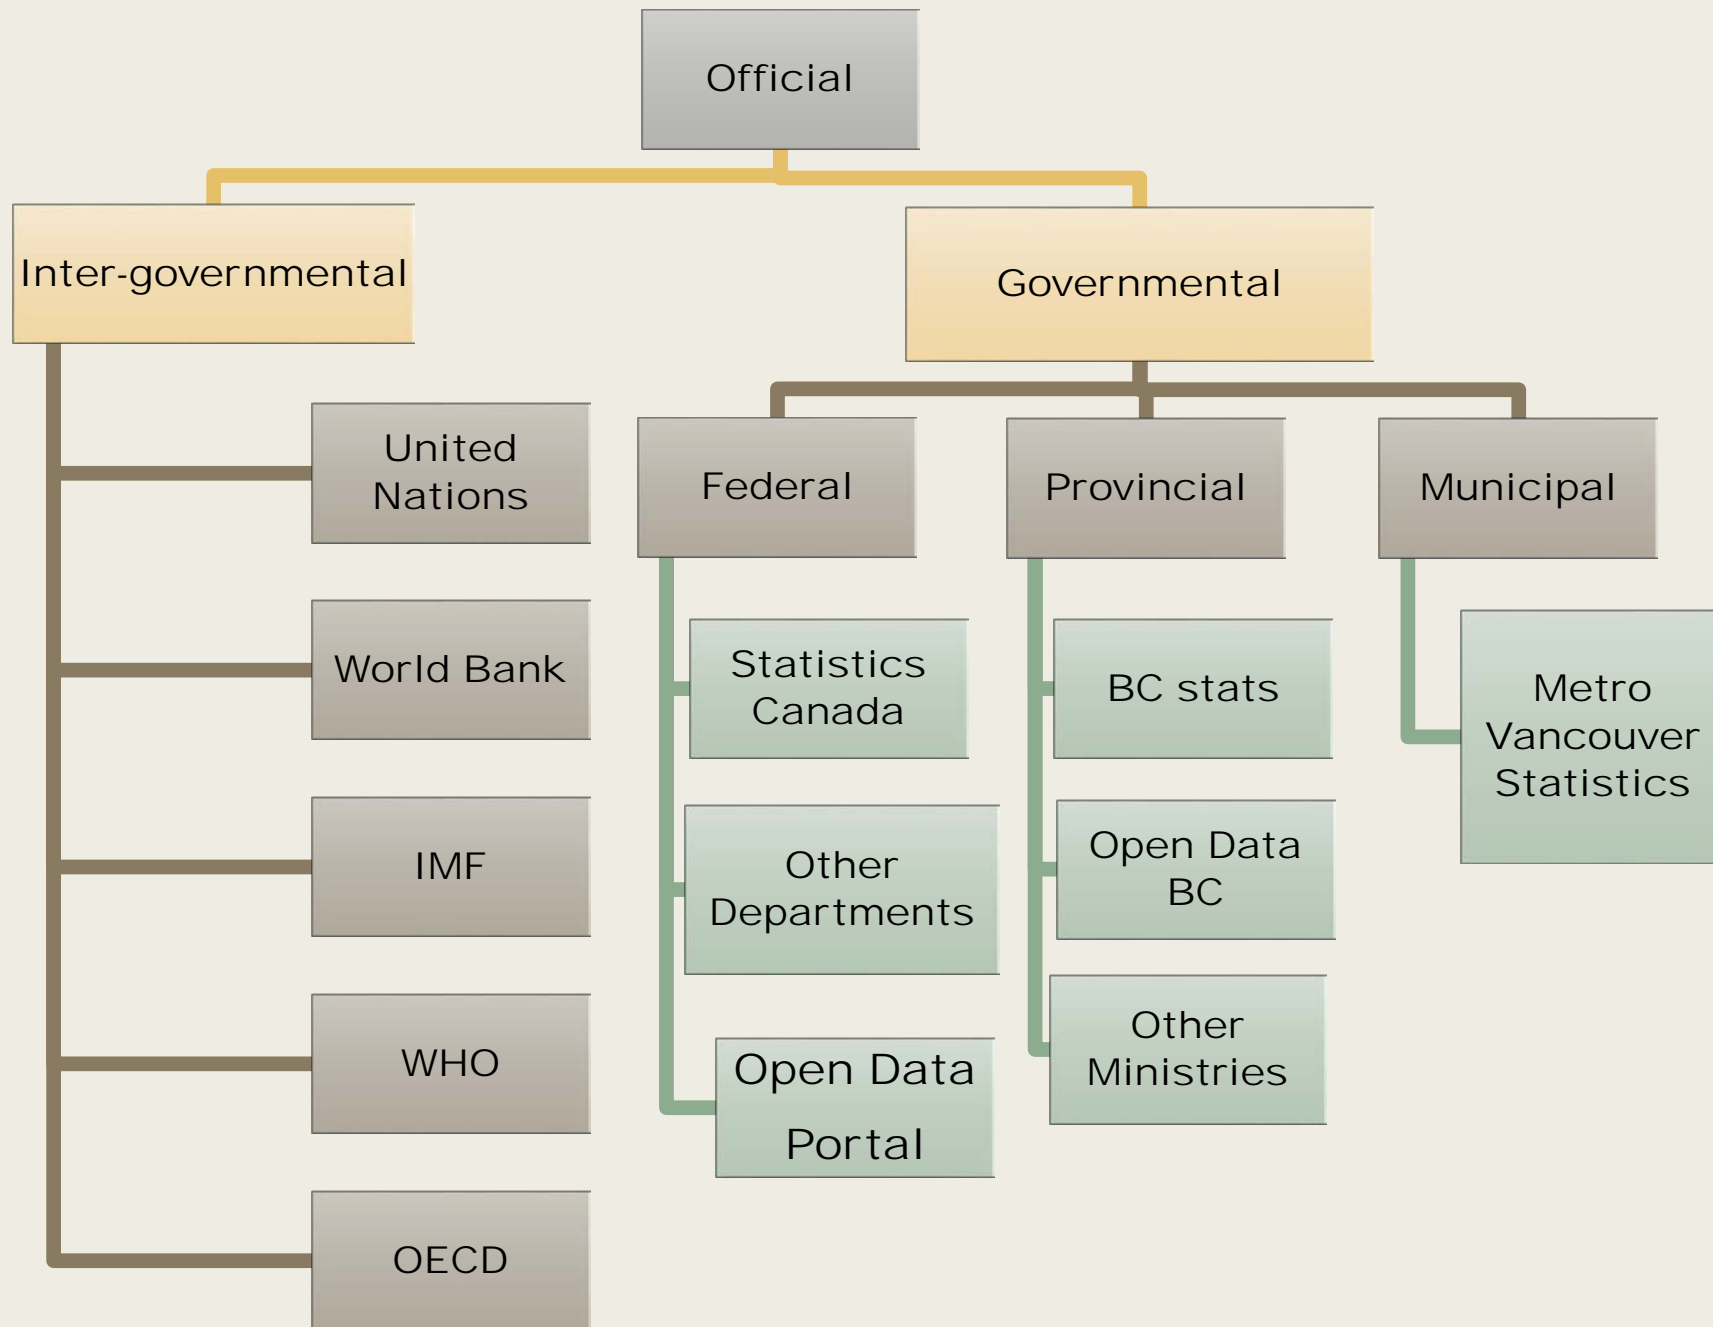 Official
Inter-governmental
Governmental
United
Nations
World Bank
IMF
WHO
OECD
Federal
Provincial
Municipal
Statistics
Canada
Other
Departments
Open Data
Portal
BC stats
Open Data
BC
Other
Ministries
Metro
Vancouver
Statistics